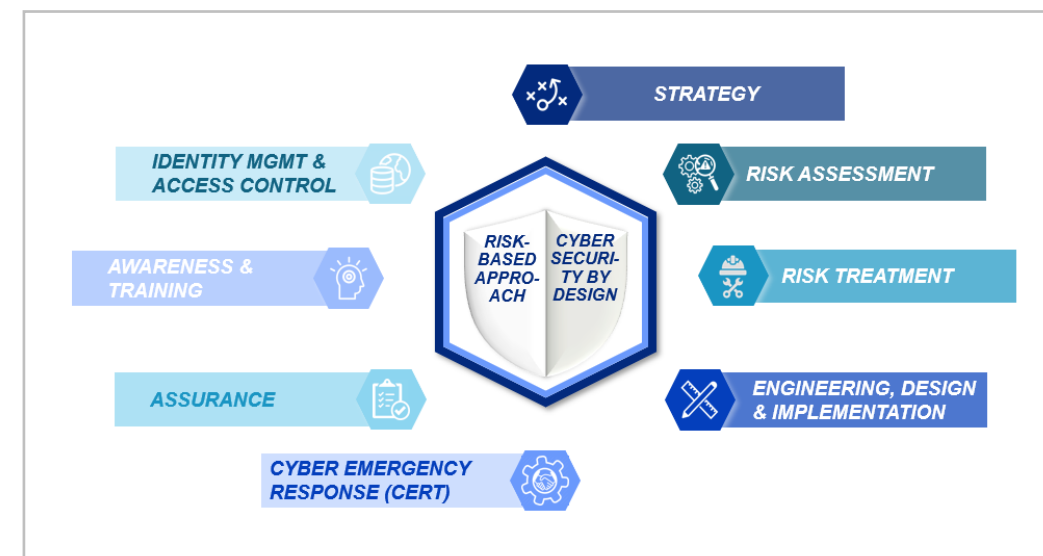 STRATEGY
IDENTITY MGMT &
ACCESS CONTROL
RISK ASSESSMENT
RISK-
BASED
APPRO-
ACH
CYBER
SECURI-
TY BY
DESIGN
AWARENESS &
TRAINING
RISK TREATMENT
ASSURANCE
ENGINEERING, DESIGN
& IMPLEMENTATION
CYBER EMERGENCY
RESPONSE (CERT)